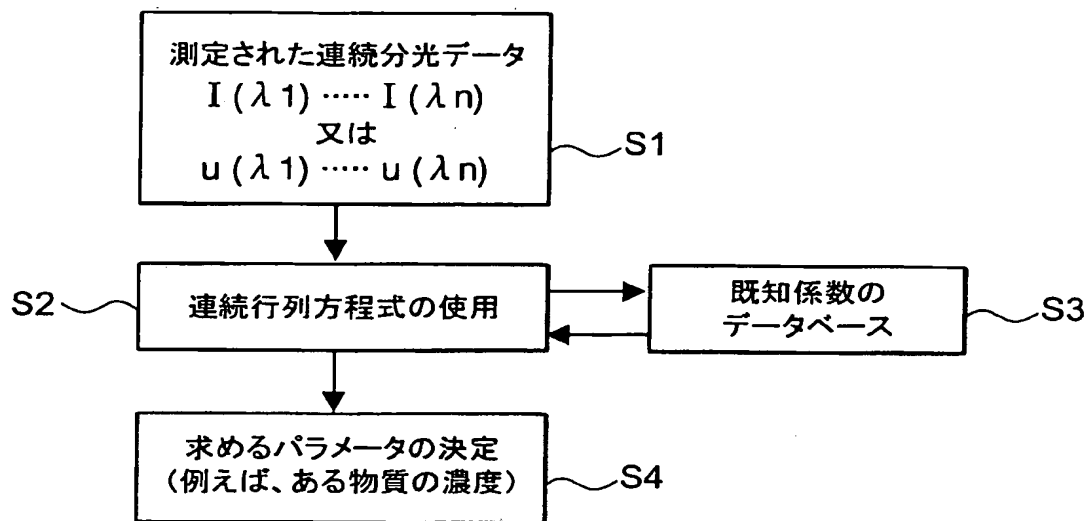 測定された連続分光データ
I (λ1) ····· I (λn)
又は
u (λ1) ····· u (λn)
S1
連続行列方程式の使用
S2
既知係数の
データベース
S3
求めるパラメータの決定
(例えば、ある物質の濃度)
S4